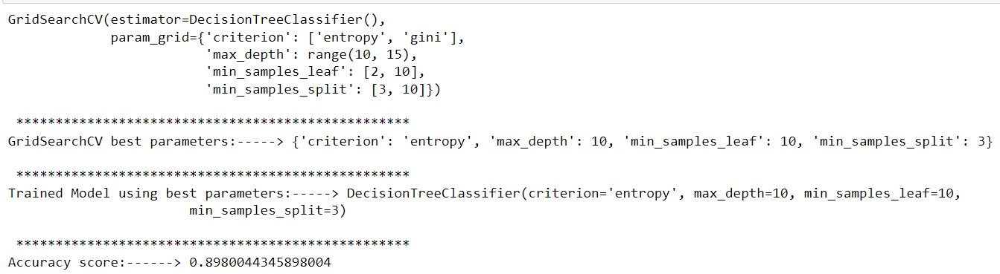 GridSearchCV(estimator=DecisionTreeClassifier(),
             param_grid={'criterion': ['entropy', 'gini'],
                         'max_depth': range(10, 15),
                         'min_samples_leaf': [2, 10],
                         'min_samples_split': [3, 10]})
**************************************************
GridSearchCV best parameters:-----> {'criterion': 'entropy', 'max_depth': 10, 'min_samples_leaf': 10, 'min_samples_split': 3}
**************************************************
Trained Model using best parameters:-----> DecisionTreeClassifier(criterion='entropy', max_depth=10, min_samples_leaf=10,
                       min_samples_split=3)
**************************************************
Accuracy score:------> 0.8980044345898004